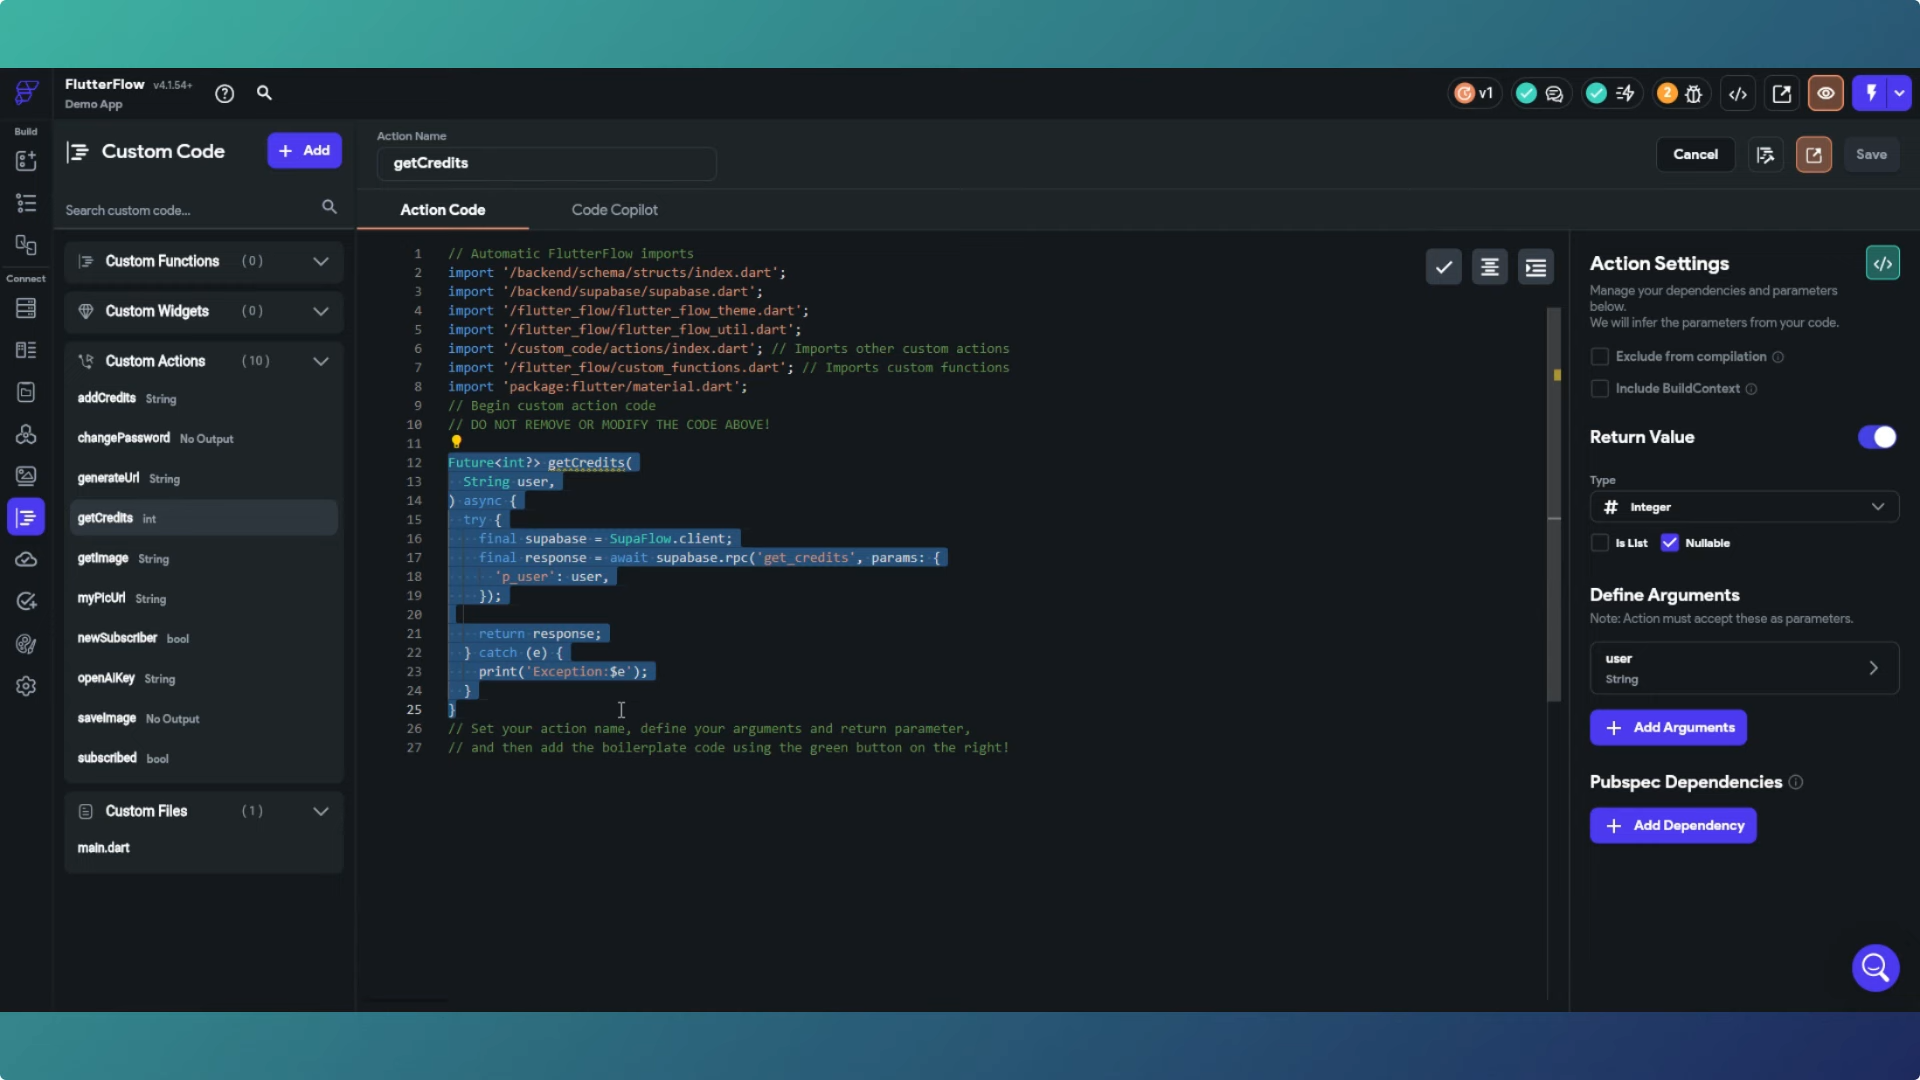 FlutterFlow v4.1.54+
Demo App
v1
2
Build
Connect
Custom Code
+ Add
Search custom code...
Custom Functions (0)
Custom Widgets (0)
Custom Actions (10)
addCredits String
changePassword No Output
generateUrl String
getCredits int
getImage String
myPicUrl String
newSubscriber bool
openAiKey String
saveImage No Output
subscribed bool
Custom Files (1)
main.dart
Action Name
getCredits
Cancel
Save
Action Code
Code Copilot
1 // Automatic FlutterFlow imports
2 import '/backend/schema/structs/index.dart';
3 import '/backend/supabase/supabase.dart';
4 import '/flutter_flow/flutter_flow_theme.dart';
5 import '/flutter_flow/flutter_flow_util.dart';
6 import '/custom_code/actions/index.dart'; // Imports other custom actions
7 import '/flutter_flow/custom_functions.dart'; // Imports custom functions
8 import 'package:flutter/material.dart';
9 // Begin custom action code
10 // DO NOT REMOVE OR MODIFY THE CODE ABOVE!
11
12 Future<int?> getCredits(
13 String user,
14 ) async {
15 try {
16 final supabase = SupaFlow.client;
17 final response = await supabase.rpc('get_credits', params: {
18 'p_user': user,
19 });
20
21 return response;
22 } catch (e) {
23 print('Exception:$e');
24 }
25 }
26 // Set your action name, define your arguments and return parameter,
27 // and then add the boilerplate code using the green button on the right!
Action Settings
Manage your dependencies and parameters
below.
We will infer the parameters from your code.
Exclude from compilation
Include BuildContext
Return Value
Type
# Integer
Is List
Nullable
Define Arguments
Note: Action must accept these as parameters.
user
String
+ Add Arguments
Pubspec Dependencies
+ Add Dependency